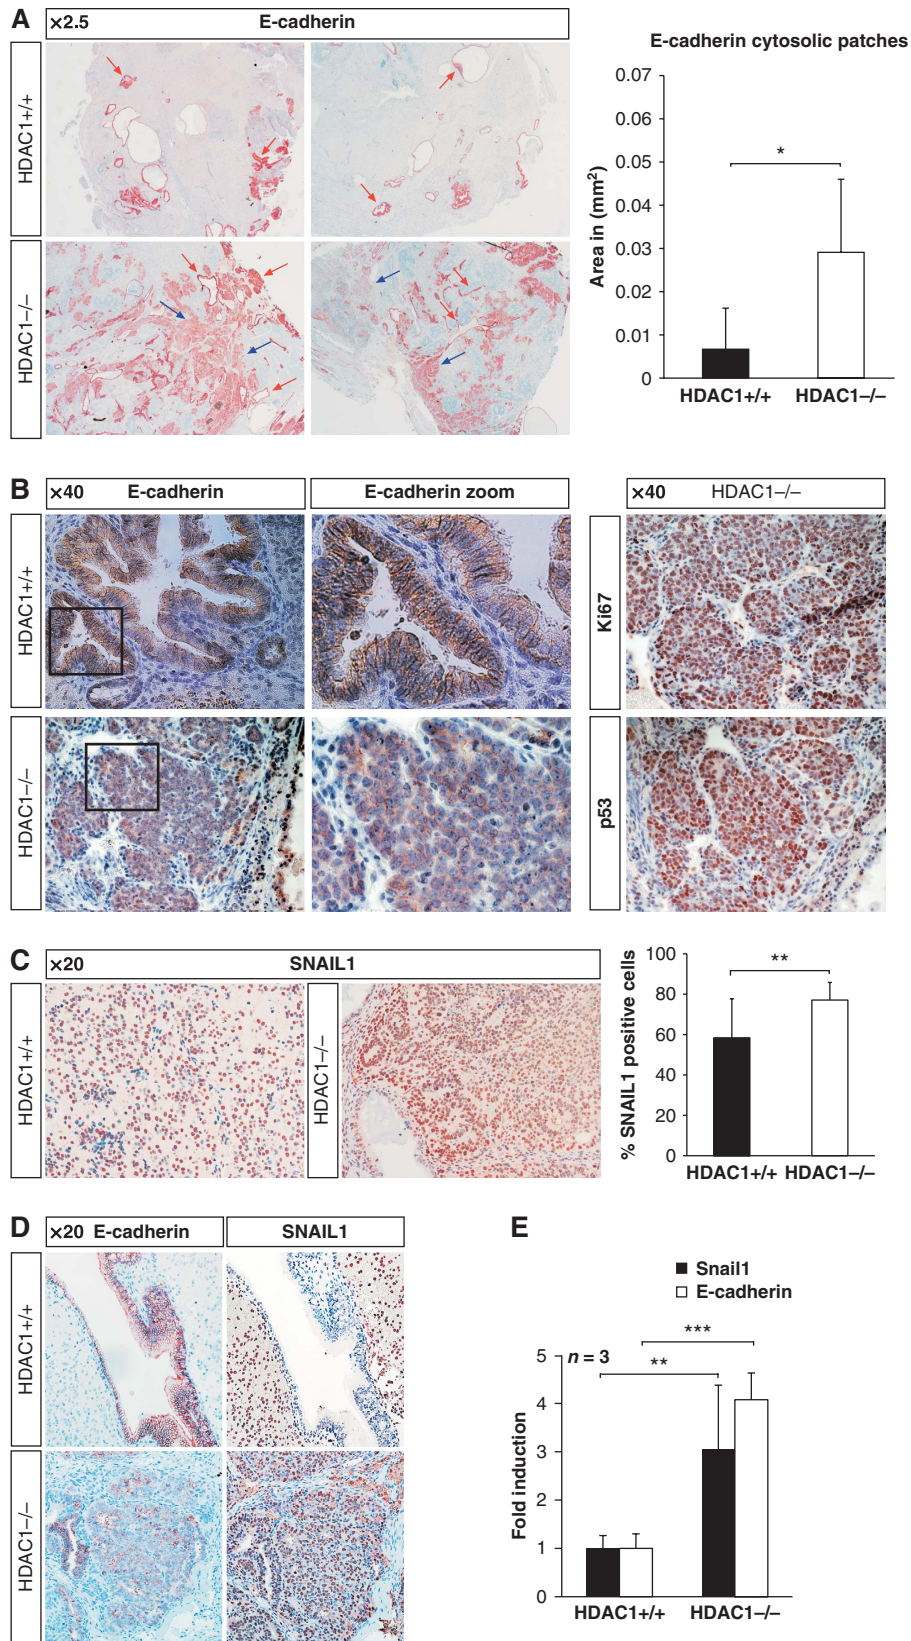 A
×2.5 E-cadherin
HDAC1+/+
HDAC1−/−
E-cadherin cytosolic patches
Area in (mm²)
0.07
0.06
0.05
0.04
0.03
0.02
0.01
0
*
HDAC1+/+ HDAC1−/−
B
×40 E-cadherin
E-cadherin zoom
×40 HDAC1−/−
HDAC1+/+
HDAC1−/−
Ki67
p53
C
×20 SNAIL1
HDAC1+/+
HDAC1−/−
% SNAIL1 positive cells
100
80
60
40
20
0
**
HDAC1+/+ HDAC1−/−
D
×20 E-cadherin
SNAIL1
HDAC1+/+
HDAC1−/−
E
Snail1
E-cadherin
***
**
n = 3
Fold induction
5
4
3
2
1
0
HDAC1+/+ HDAC1−/−